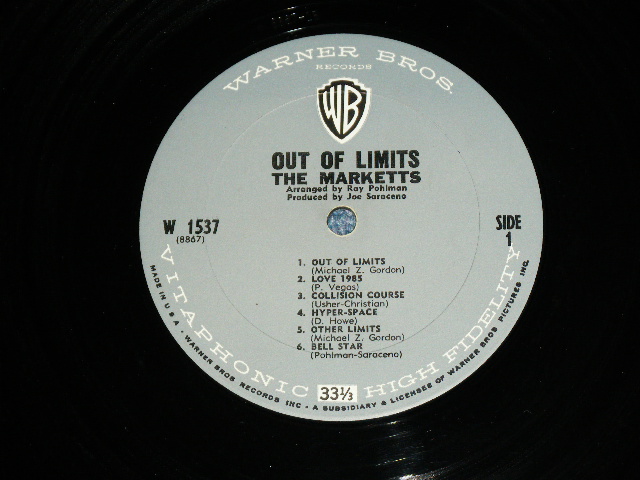 WARNER BROS.
RECORDS
WB
OUT OF LIMITS
THE MARKETTS
Arranged by Ray Pohlman
Produced by Joe Saraceno
W 1537
(8867)
SIDE
1
1. OUT OF LIMITS
(Michael Z. Gordon)
2. LOVE 1985
(P. Vegas)
3. COLLISION COURSE
(Usher-Christian)
4. HYPER-SPACE
(D. Howe)
5. OTHER LIMITS
(Michael Z. Gordon)
6. BELL STAR
(Pohlman-Saraceno)
VITAPHONIC HIGH FIDELITY
33⅓
MADE IN U.S.A. • WARNER BROS RECORDS INC • A SUBSIDIARY & LICENSEE OF WARNER BROS PICTURES INC.